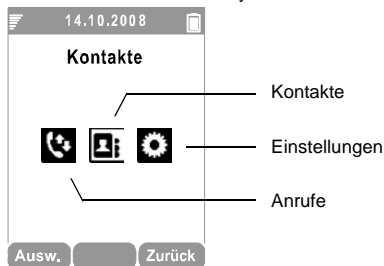 14.10.2008
Kontakte
Kontakte
Einstellungen
Anrufe
Ausw. Zurück